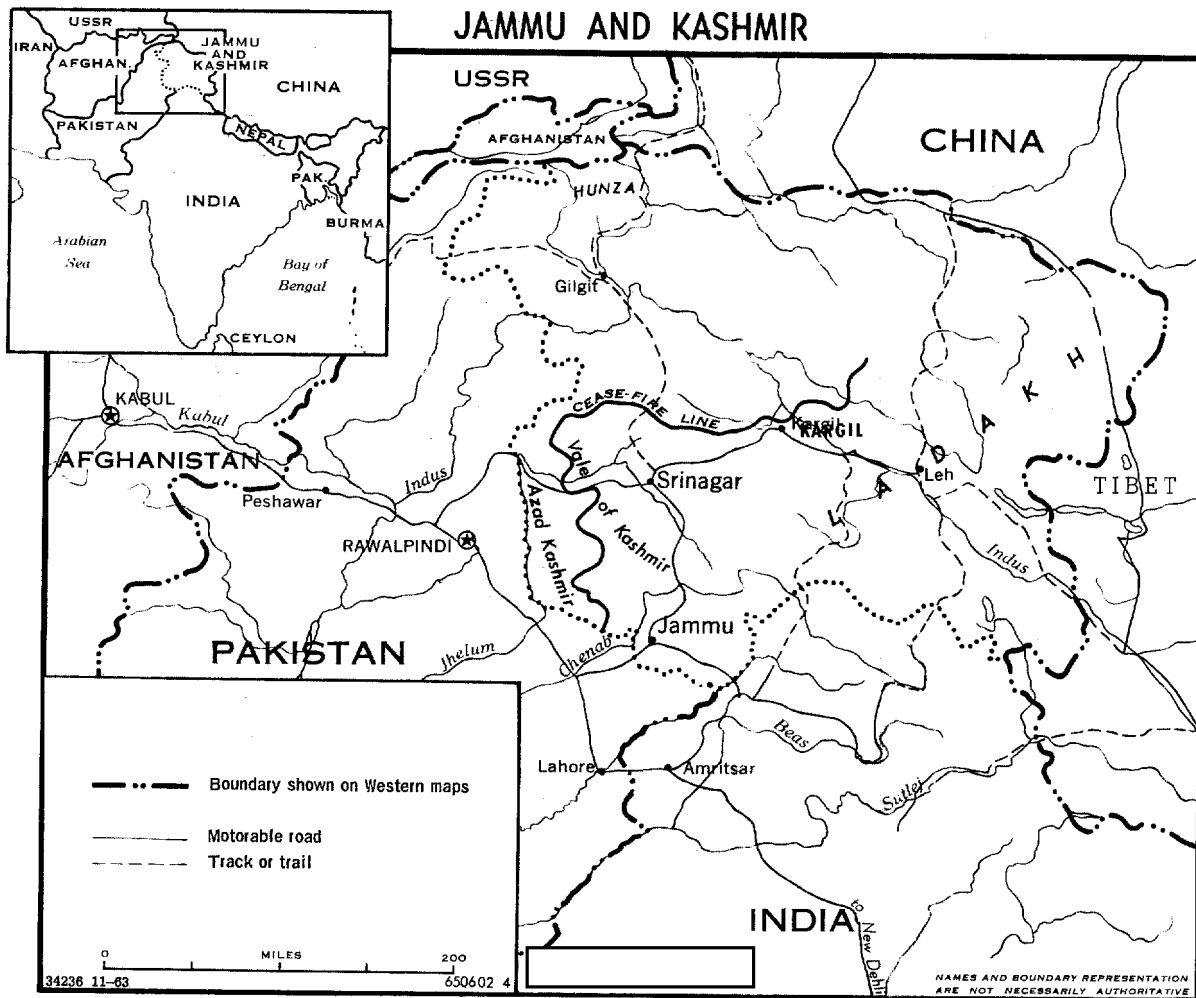 JAMMU AND KASHMIR
USSR
IRAN
AFGHAN.
JAMMU
AND
KASHMIR
CHINA
PAKISTAN
NEPAL
PAK.
INDIA
BURMA
Arabian
Sea
Bay of
Bengal
CEYLON
USSR
AFGHANISTAN
CHINA
HUNZA
Gilgit
KABUL
Kabul
CEASE-FIRE LINE
Kargil
KARGIL
LADAKH
AFGHANISTAN
Indus
Vale of Kashmir
Srinagar
Leh
TIBET
Peshawar
Azad Kashmir
RAWALPINDI
Indus
PAKISTAN
Jhelum
Chenab
Jammu
Beas
Lahore
Amritsar
Sutlej
Boundary shown on Western maps
Motorable road
Track or trail
INDIA
to New Delhi
0 MILES 200
34236 11-63
650602 4
NAMES AND BOUNDARY REPRESENTATION
ARE NOT NECESSARILY AUTHORITATIVE